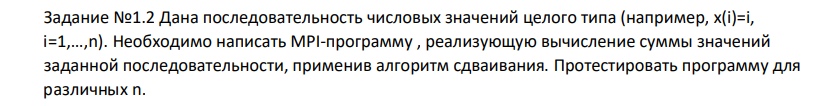 Задание №1.2 Дана последовательность числовых значений целого типа (например, x(i)=i,
i=1,…,n). Необходимо написать MPI-программу , реализующую вычисление суммы значений
заданной последовательности, применив алгоритм сдваивания. Протестировать программу для
различных n.